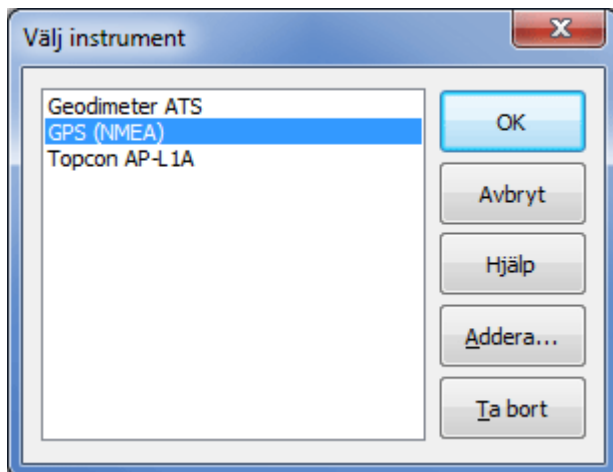 Välj instrument
Geodimeter ATS
GPS (NMEA)
Topcon AP-L1A
OK
Avbryt
Hjälp
Addera...
Ta bort